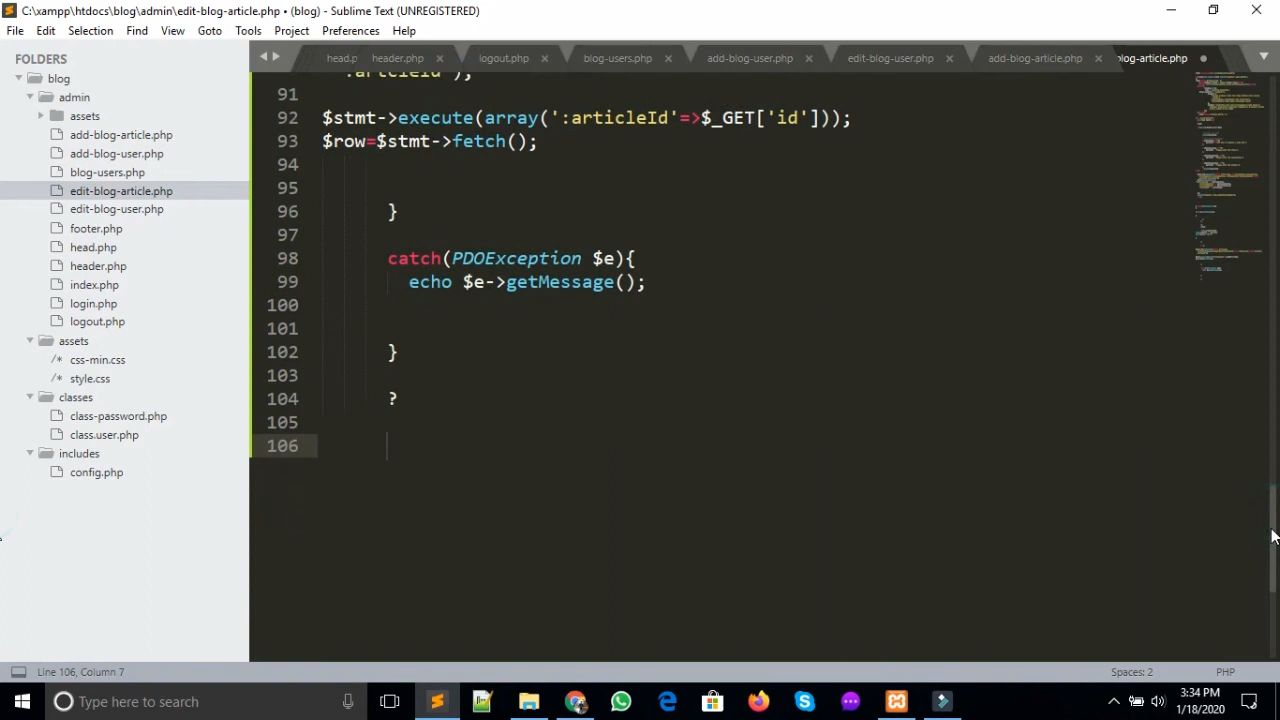 C:\xampp\htdocs\blog\admin\edit-blog-article.php • (blog) - Sublime Text (UNREGISTERED)
File Edit Selection Find View Goto Tools Project Preferences Help
FOLDERS
head.p header.php logout.php blog-users.php add-blog-user.php edit-blog-user.php add-blog-article.php blog-article.php
blog
admin
assets
add-blog-article.php
add-blog-user.php
blog-users.php
edit-blog-article.php
edit-blog-user.php
footer.php
head.php
header.php
index.php
login.php
logout.php
assets
/* css-min.css
/* style.css
classes
class-password.php
class.user.php
includes
config.php
:articleId');
91
92 $stmt->execute(array(':articleId'=>$_GET['id']));
93 $row=$stmt->fetch();
94
95
96 }
97
98 catch(PDOException $e){
99 echo $e->getMessage();
100
101
102 }
103
104 ?
105
106
Line 106, Column 7 Spaces: 2 PHP
Type here to search
3:34 PM
1/18/2020